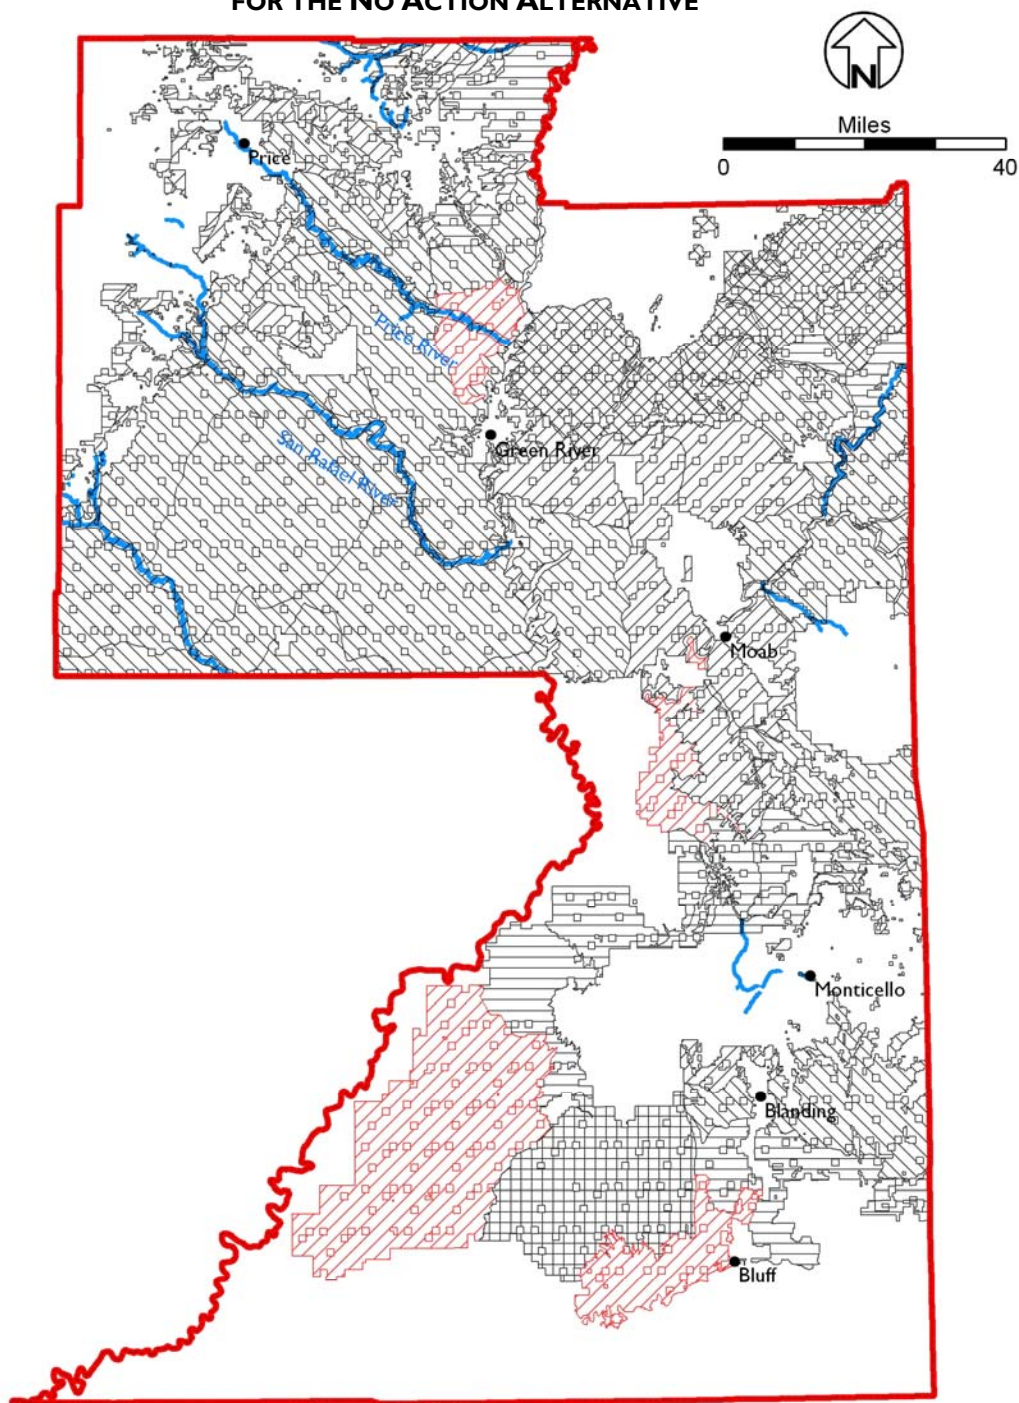 FOR THE NO ACTION ALTERNATIVE
N
Miles
0 40
Price
Price River
Green River
San Rafael River
Moab
Monticello
Blanding
Bluff